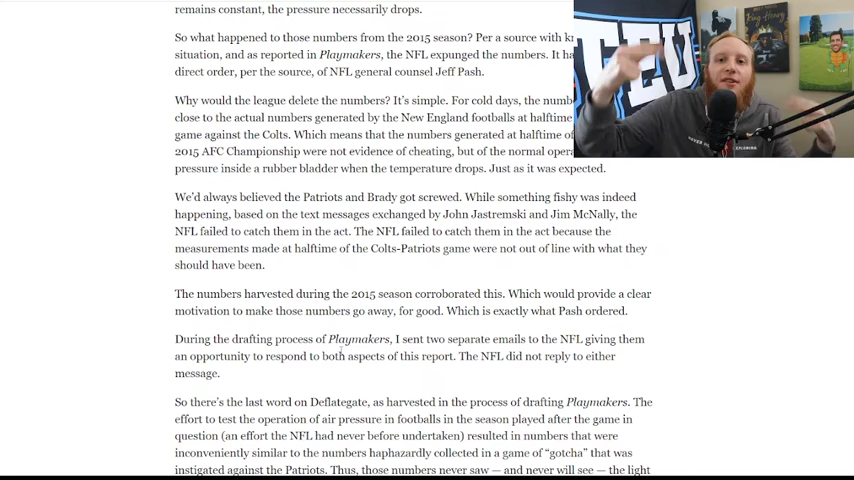 remains constant, the pressure necessarily drops.
So what happened to those numbers from the 2015 season? Per a source with
situation, and as reported in Playmakers, the NFL expunged the numbers. It
direct order, per the source, of NFL general counsel Jeff Pash.
Why would the league delete the numbers? It's simple. For cold days, the
close to the actual numbers generated by the New England footballs at halftime
game against the Colts. Which means that the numbers generated at halftime of
2015 AFC Championship were not evidence of cheating, but of the normal
pressure inside a rubber bladder when the temperature drops. Just as it was expected.
We'd always believed the Patriots and Brady got screwed. While something fishy was indeed
happening, based on the text messages exchanged by John Jastremski and Jim McNally, the
NFL failed to catch them in the act. The NFL failed to catch them in the act because the
measurements made at halftime of the Colts-Patriots game were not out of line with what they
should have been.
The numbers harvested during the 2015 season corroborated this. Which would provide a clear
motivation to make those numbers go away, for good. Which is exactly what Pash ordered.
During the drafting process of Playmakers, I sent two separate emails to the NFL giving them
an opportunity to respond to both aspects of this report. The NFL did not reply to either
message.
So there's the last word on Deflategate, as harvested in the process of drafting Playmakers. The
effort to test the operation of air pressure in footballs in the season played after the game in
question (an effort the NFL had never before undertaken) resulted in numbers that were
inconveniently similar to the numbers haphazardly collected in a game of "gotcha" that was
instigated against the Patriots. Thus, those numbers never saw — and never will see — the light